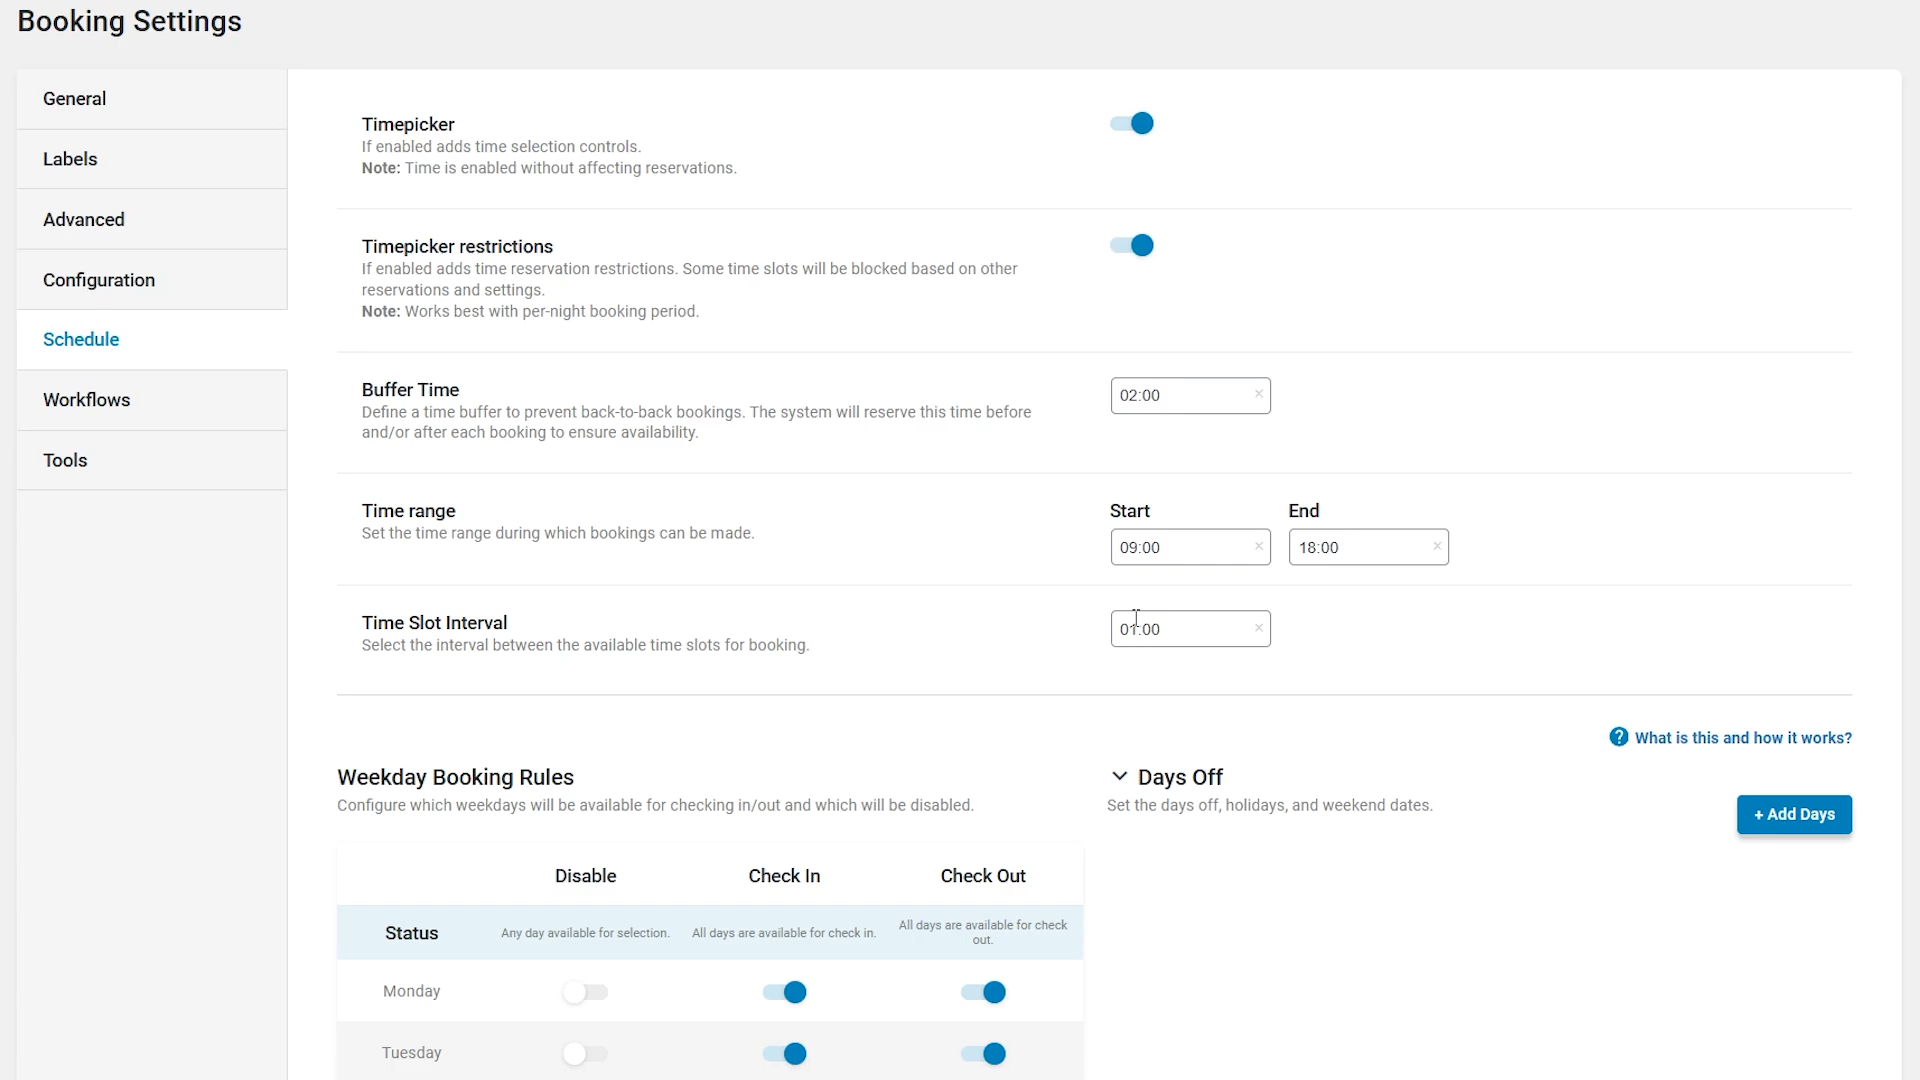 Booking Settings
General
Labels
Advanced
Configuration
Schedule
Workflows
Tools
Timepicker
If enabled adds time selection controls.
Note: Time is enabled without affecting reservations.
Timepicker restrictions
If enabled adds time reservation restrictions. Some time slots will be blocked based on other
reservations and settings.
Note: Works best with per-night booking period.
Buffer Time
Define a time buffer to prevent back-to-back bookings. The system will reserve this time before
and/or after each booking to ensure availability.
02:00
Time range
Set the time range during which bookings can be made.
Start
09:00
End
18:00
Time Slot Interval
Select the interval between the available time slots for booking.
01:00
? What is this and how it works?
Weekday Booking Rules
Configure which weekdays will be available for checking in/out and which will be disabled.
Days Off
Set the days off, holidays, and weekend dates.
+ Add Days
Disable Check In Check Out
Status
Any day available for selection.
All days are available for check in.
All days are available for check
out.
Monday
Tuesday